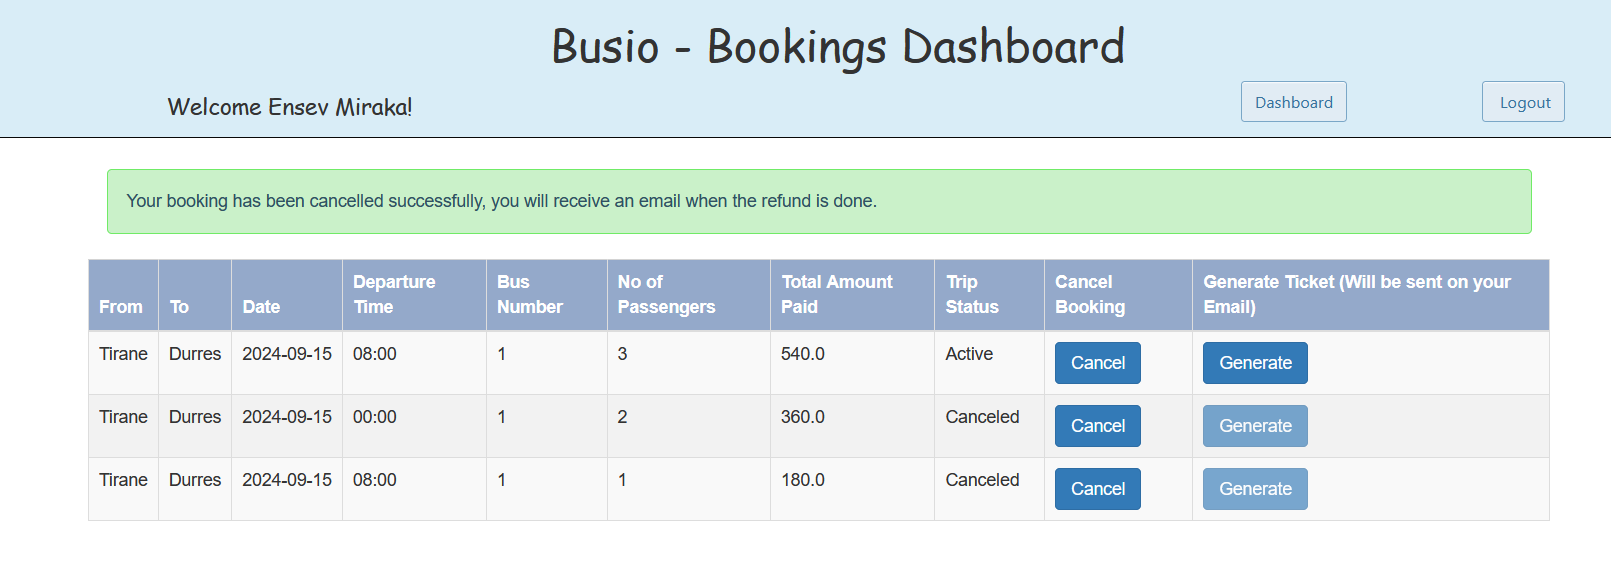 Busio - Bookings Dashboard
Welcome Ensev Miraka!
Dashboard
Logout
Your booking has been cancelled successfully, you will receive an email when the refund is done.
From To Date Departure Time Bus Number No of Passengers Total Amount Paid Trip Status Cancel Booking Generate Ticket (Will be sent on your Email)
Tirane Durres 2024-09-15 08:00 1 3 540.0 Active Cancel Generate
Tirane Durres 2024-09-15 00:00 1 2 360.0 Canceled Cancel Generate
Tirane Durres 2024-09-15 08:00 1 1 180.0 Canceled Cancel Generate